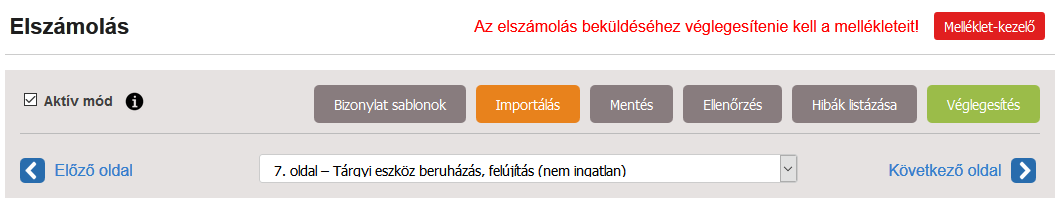 Elszámolás
Az elszámolás beküldéséhez véglegesítenie kell a mellékleteit!
Melléklet-kezelő
Aktív mód
Bizonylat sablonok
Importálás
Mentés
Ellenőrzés
Hibák listázása
Véglegesítés
Előző oldal
7. oldal – Tárgyi eszköz beruházás, felújítás (nem ingatlan)
Következő oldal